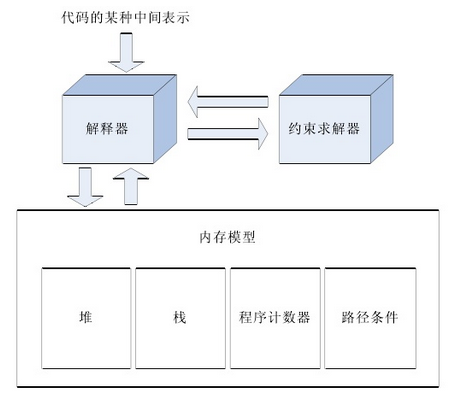 代码的某种中间表示
解释器
约束求解器
内存模型
堆
栈
程序计数器
路径条件